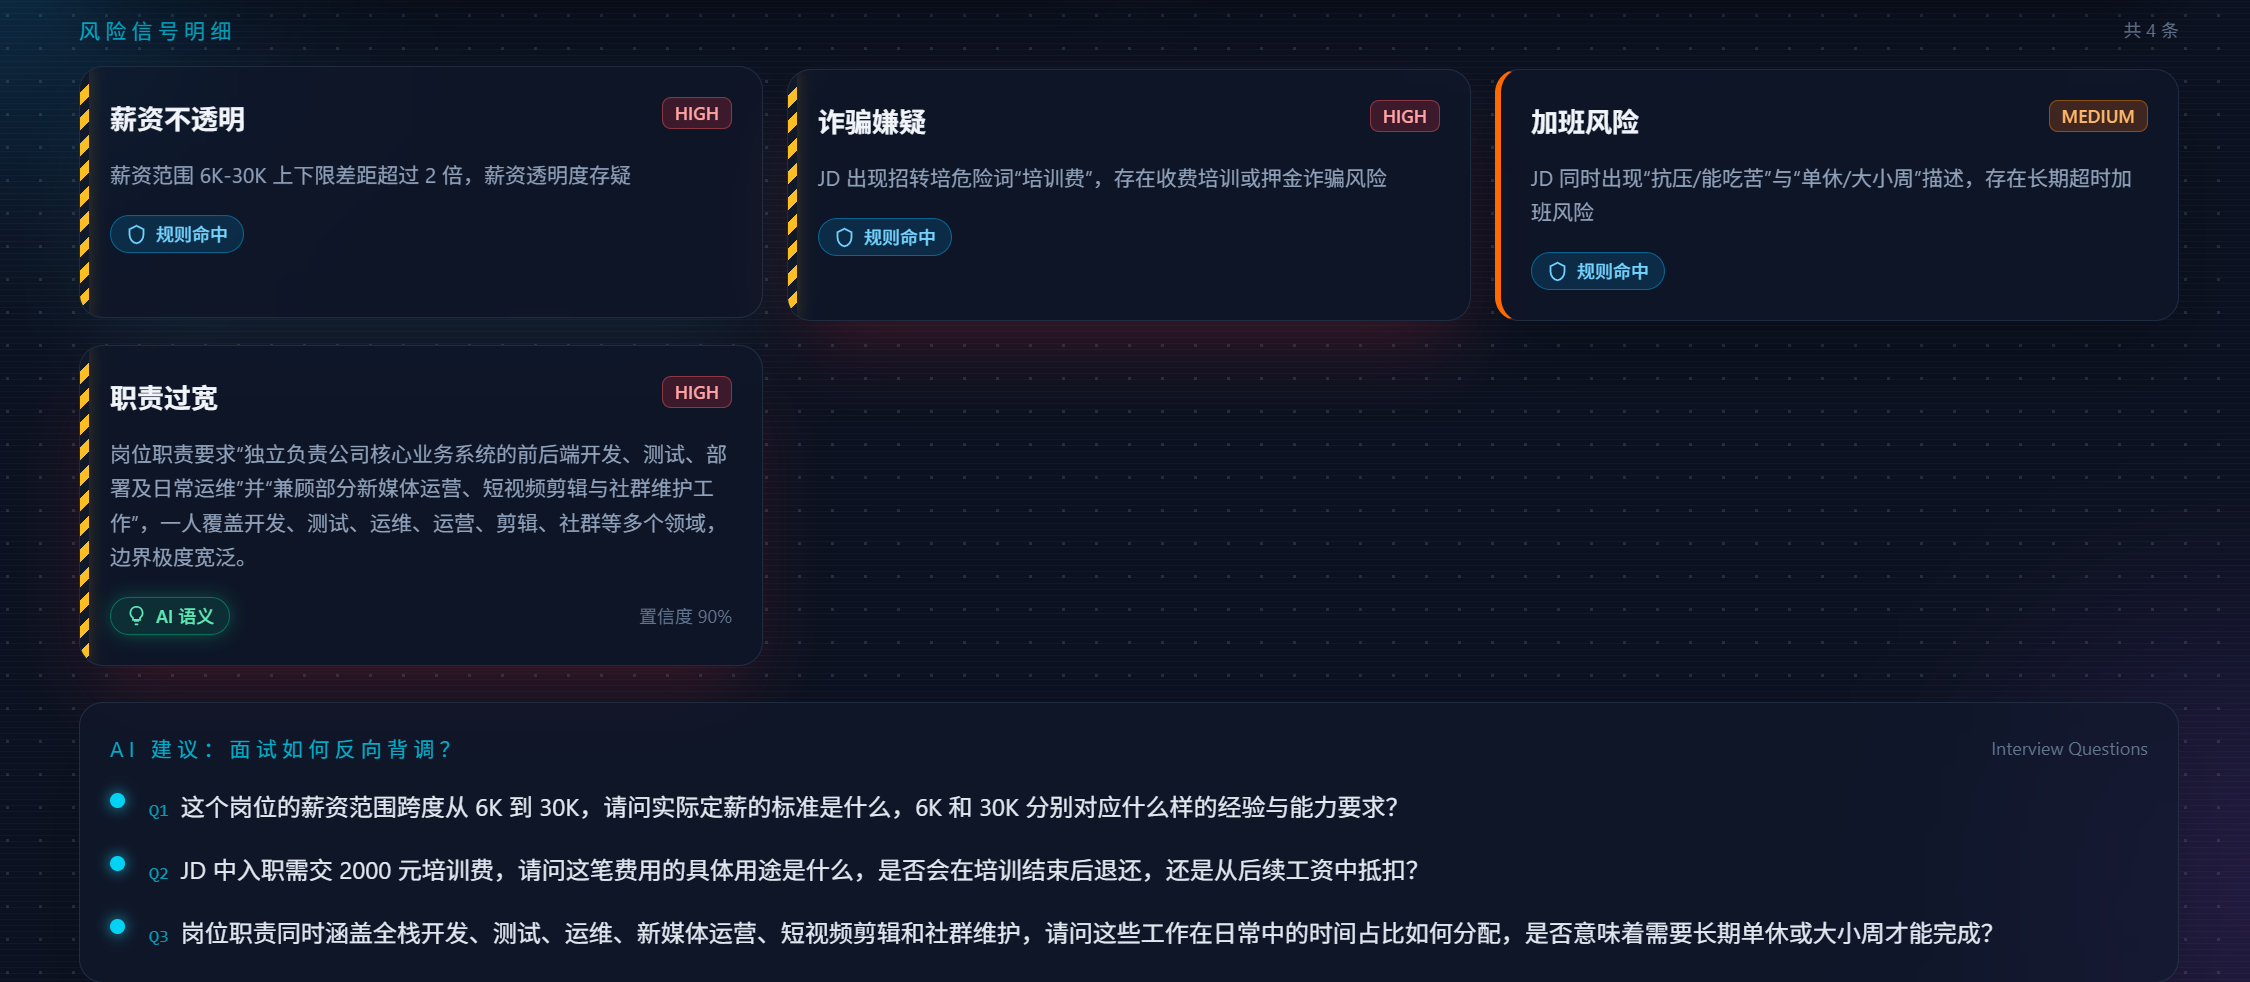 风险信号明细
共 4 条
薪资不透明
HIGH
薪资范围 6K-30K 上下限差距超过 2 倍，薪资透明度存疑
规则命中
诈骗嫌疑
HIGH
JD 出现招转培危险词“培训费”，存在收费培训或押金诈骗风险
规则命中
加班风险
MEDIUM
JD 同时出现“抗压/能吃苦”与“单休/大小周”描述，存在长期超时加
班风险
规则命中
职责过宽
HIGH
岗位职责要求“独立负责公司核心业务系统的前后端开发、测试、部
署及日常运维”并“兼顾部分新媒体运营、短视频剪辑与社群维护工
作”，一人覆盖开发、测试、运维、运营、剪辑、社群等多个领域，
边界极度宽泛。
AI 语义
置信度 90%
AI 建议：面试如何反向背调？
Interview Questions
Q1 这个岗位的薪资范围跨度从 6K 到 30K，请问实际定薪的标准是什么，6K 和 30K 分别对应什么样的经验与能力要求？
Q2 JD 中入职需交 2000 元培训费，请问这笔费用的具体用途是什么，是否会在培训结束后退还，还是从后续工资中抵扣？
Q3 岗位职责同时涵盖全栈开发、测试、运维、新媒体运营、短视频剪辑和社群维护，请问这些工作在日常中的时间占比如何分配，是否意味着需要长期单休或大小周才能完成？